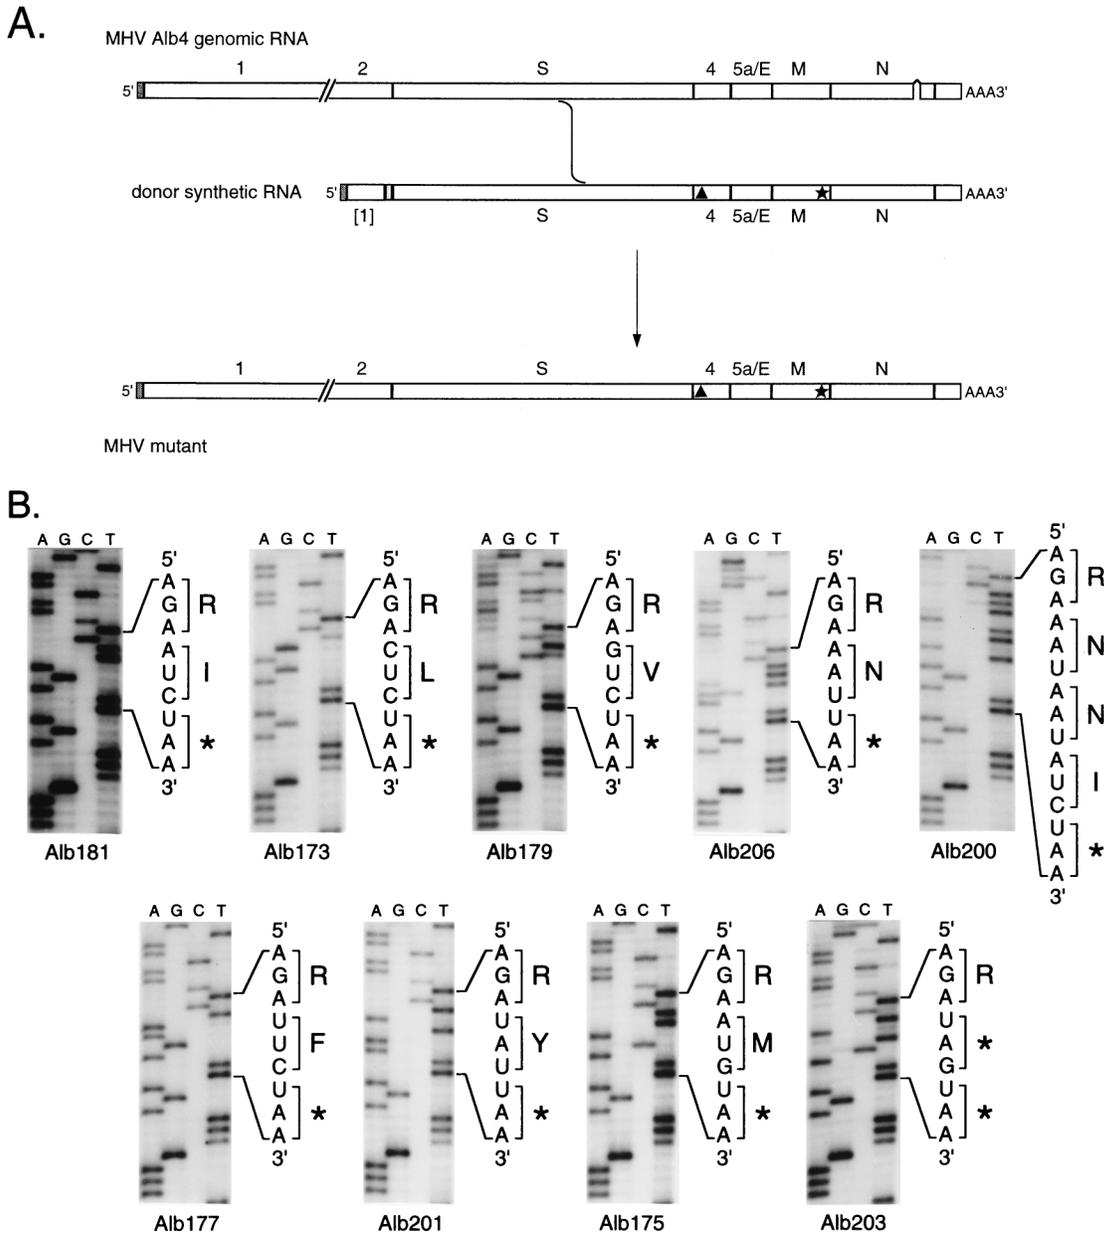 A.
MHV Alb4 genomic RNA
1 2 S 4 5a/E M N
5' AAA3'
donor synthetic RNA 5' AAA3'
[1] S 4 5a/E M N
1 2 S 4 5a/E M N
5' AAA3'
MHV mutant
B.
A G C T
5'
A
G
A
R
A
U
C
I
U
A
A
*
3'
Alb181
A G C T
5'
A
G
A
R
C
U
C
L
U
A
A
*
3'
Alb173
A G C T
5'
A
G
A
R
G
U
C
V
U
A
A
*
3'
Alb179
A G C T
5'
A
G
A
R
A
A
U
N
U
A
A
*
3'
Alb206
A G C T
5'
A
G
A
R
A
A
U
N
A
A
U
N
A
U
C
I
U
A
A
*
3'
Alb200
A G C T
5'
A
G
A
R
U
U
C
F
U
A
A
*
3'
Alb177
A G C T
5'
A
G
A
R
U
A
U
Y
U
A
A
*
3'
Alb201
A G C T
5'
A
G
A
R
A
U
G
M
U
A
A
*
3'
Alb175
A G C T
5'
A
G
A
R
U
A
G
*
U
A
A
*
3'
Alb203